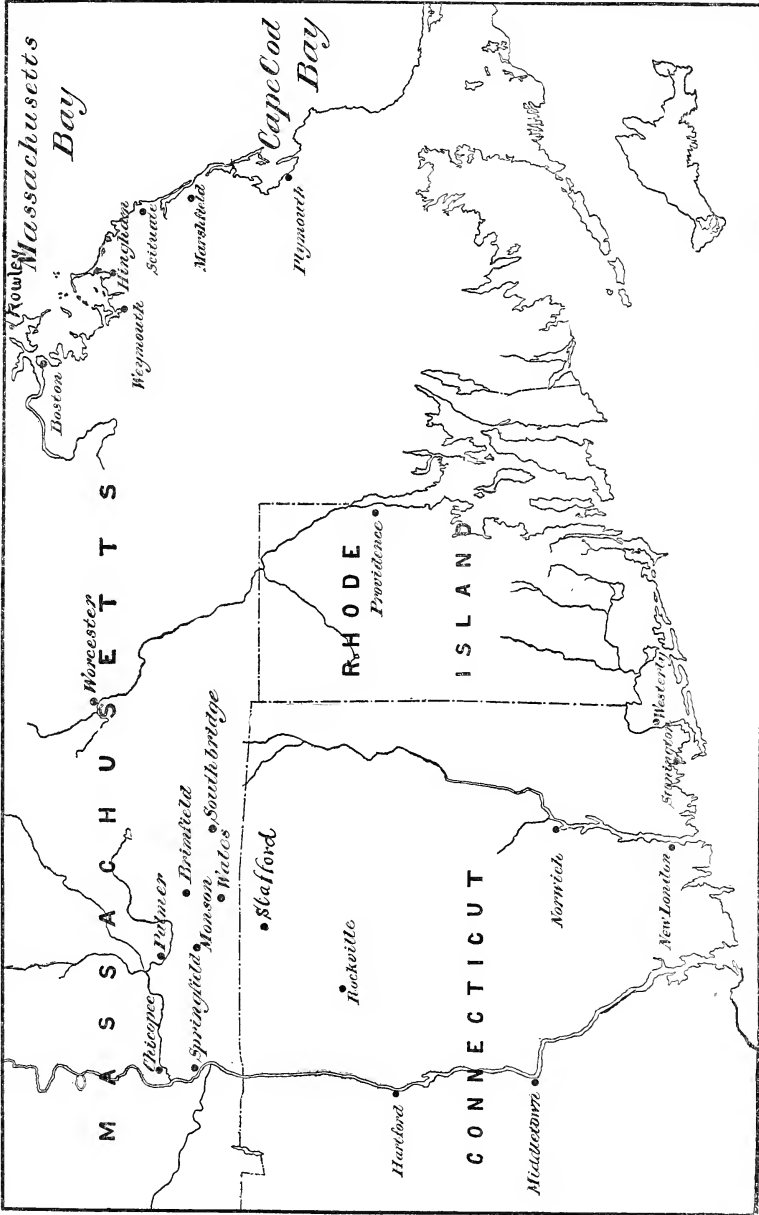 Massachusetts
Bay
Rowley
Boston
Hingham
Weymouth
Scituate
Marshfield
Cape Cod
Bay
Plymouth
MASSACHUSETTS
Worcester
Chicopee
Palmer
Brimfield
Springfield
Monson
Southbridge
Wales
Stafford
Rockville
RHODE
ISLAND
Providence
CONNECTICUT
Hartford
Middletown
Norwich
New London
Stonington
Westerly